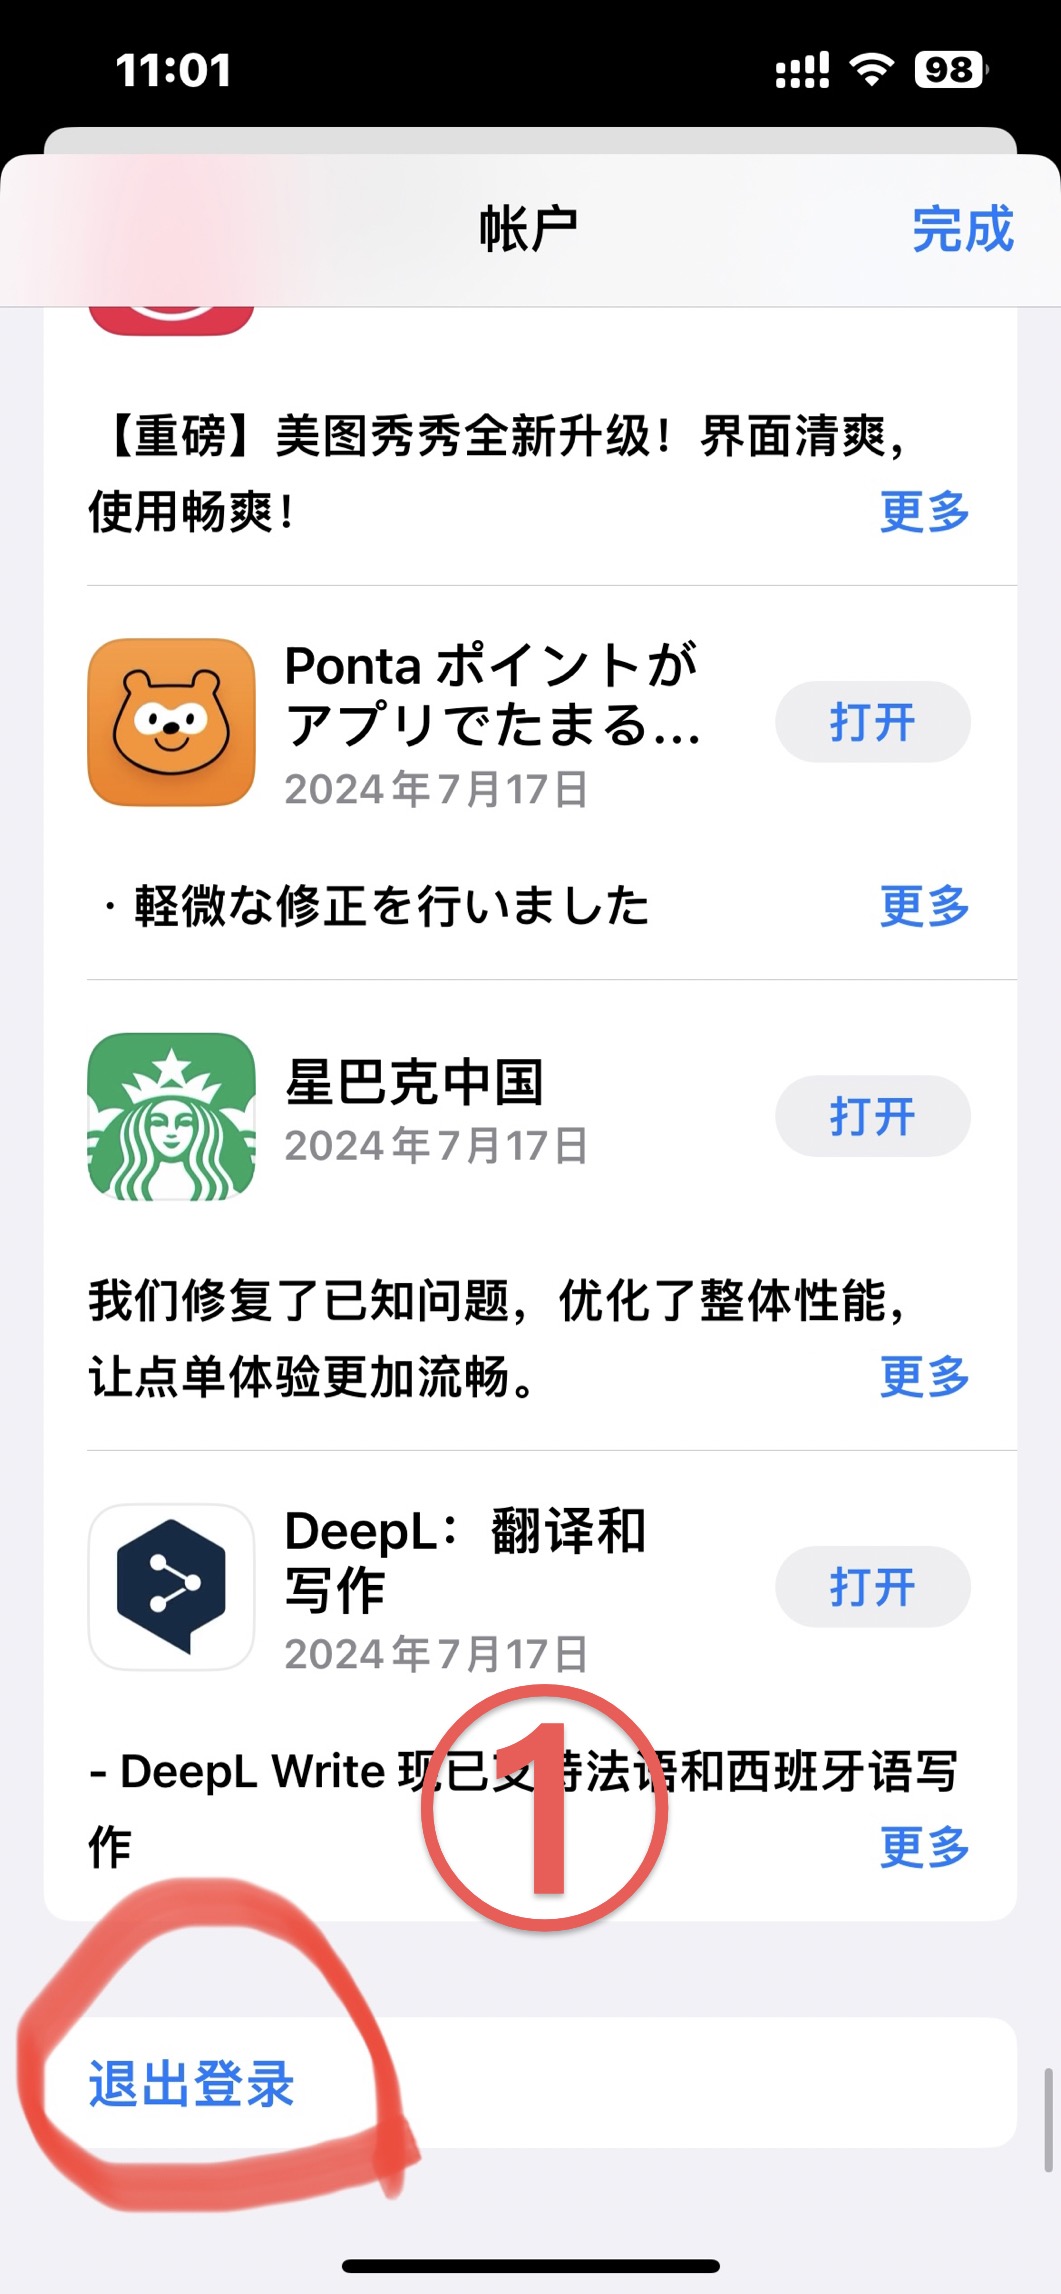 11:01
98
帐户
完成
【重磅】美图秀秀全新升级！界面清爽，
使用畅爽！
更多
Ponta ポイントが
アプリでたまる...
2024年7月17日
打开
・軽微な修正を行いました
更多
星巴克中国
2024年7月17日
打开
我们修复了已知问题，优化了整体性能，
让点单体验更加流畅。
更多
DeepL：翻译和
写作
2024年7月17日
打开
- DeepL Write 现已支持法语和西班牙语写
作
更多
1
退出登录